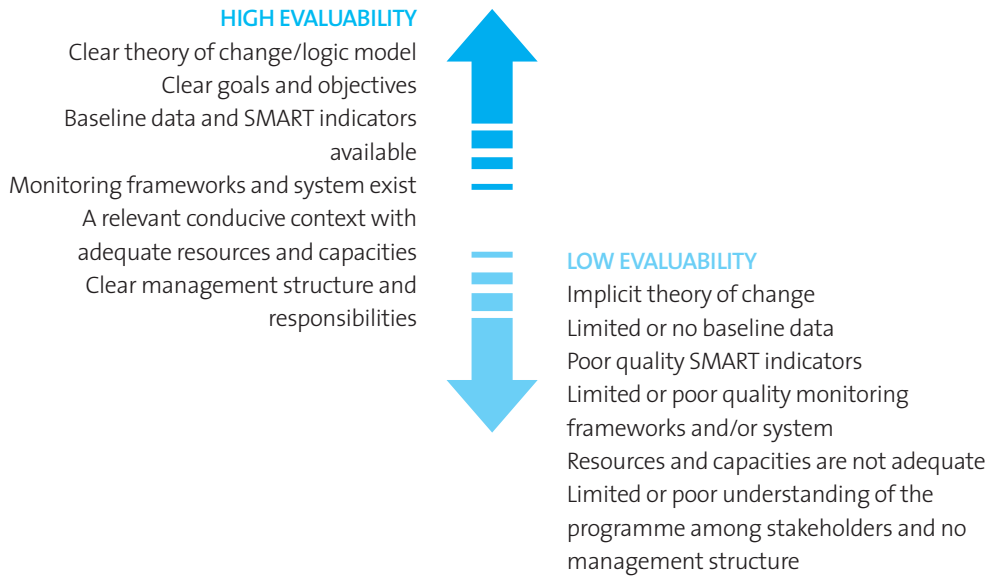 HIGH EVALUABILITY
Clear theory of change/logic model
Clear goals and objectives
Baseline data and SMART indicators
available
Monitoring frameworks and system exist
A relevant conducive context with
adequate resources and capacities
Clear management structure and
responsibilities
LOW EVALUABILITY
Implicit theory of change
Limited or no baseline data
Poor quality SMART indicators
Limited or poor quality monitoring
frameworks and/or system
Resources and capacities are not adequate
Limited or poor understanding of the
programme among stakeholders and no
management structure